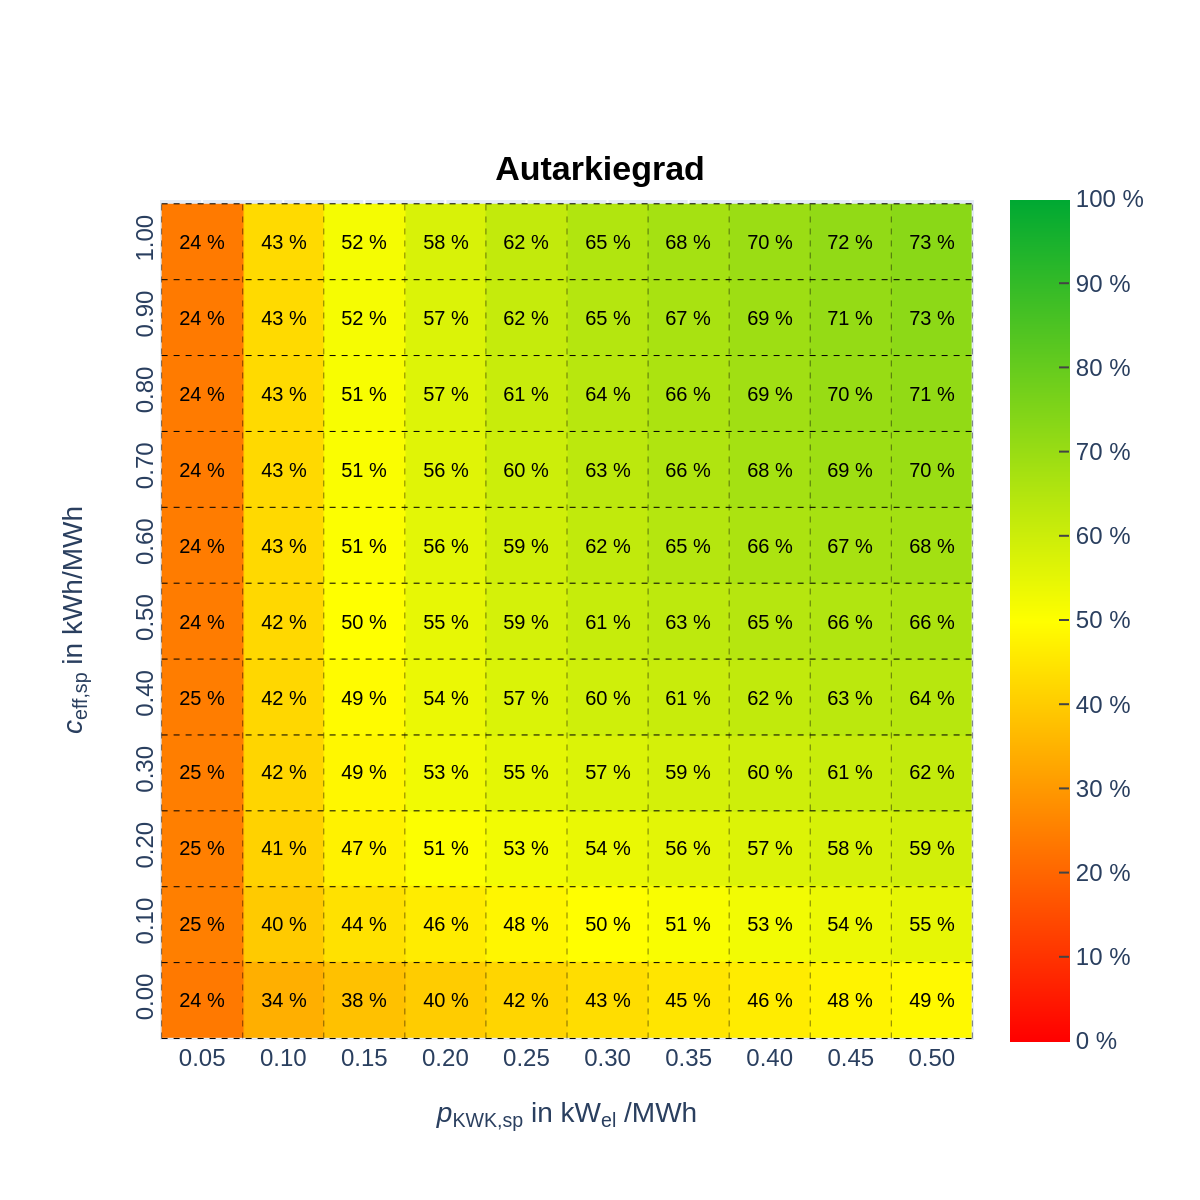 Autarkiegrad
1.00 24 % 43 % 52 % 58 % 62 % 65 % 68 % 70 % 72 % 73 %
0.90 24 % 43 % 52 % 57 % 62 % 65 % 67 % 69 % 71 % 73 %
0.80 24 % 43 % 51 % 57 % 61 % 64 % 66 % 69 % 70 % 71 %
0.70 24 % 43 % 51 % 56 % 60 % 63 % 66 % 68 % 69 % 70 %
0.60 24 % 43 % 51 % 56 % 59 % 62 % 65 % 66 % 67 % 68 %
0.50 24 % 42 % 50 % 55 % 59 % 61 % 63 % 65 % 66 % 66 %
0.40 25 % 42 % 49 % 54 % 57 % 60 % 61 % 62 % 63 % 64 %
0.30 25 % 42 % 49 % 53 % 55 % 57 % 59 % 60 % 61 % 62 %
0.20 25 % 41 % 47 % 51 % 53 % 54 % 56 % 57 % 58 % 59 %
0.10 25 % 40 % 44 % 46 % 48 % 50 % 51 % 53 % 54 % 55 %
0.00 24 % 34 % 38 % 40 % 42 % 43 % 45 % 46 % 48 % 49 %
0.05 0.10 0.15 0.20 0.25 0.30 0.35 0.40 0.45 0.50
pKWK,sp in kWel /MWh
ceff,sp in kWh/MWh
100 %
90 %
80 %
70 %
60 %
50 %
40 %
30 %
20 %
10 %
0 %